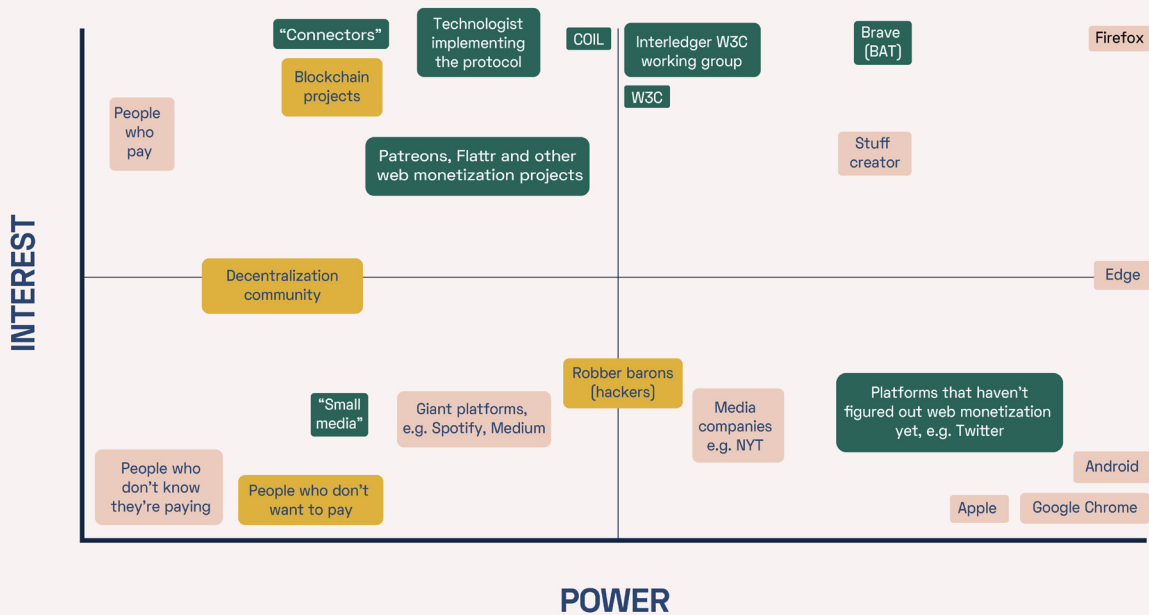 “Connectors”
Technologist
implementing
the protocol
COIL
Interledger W3C
working group
Brave
(BAT)
Firefox
Blockchain
projects
W3C
People
who
pay
Patreons, Flattr and other
web monetization projects
Stuff
creator
INTEREST
Decentralization
community
Edge
Robber barons
(hackers)
“Small
media”
Giant platforms,
e.g. Spotify, Medium
Media
companies
e.g. NYT
Platforms that haven’t
figured out web monetization
yet, e.g. Twitter
People who
don’t know
they’re paying
People who don’t
want to pay
Android
Apple
Google Chrome
POWER